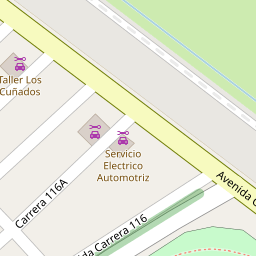 Taller Los
Cuñados
Servicio
Electrico
Automotriz
Avenida
Carrera 116A
Carrera 116